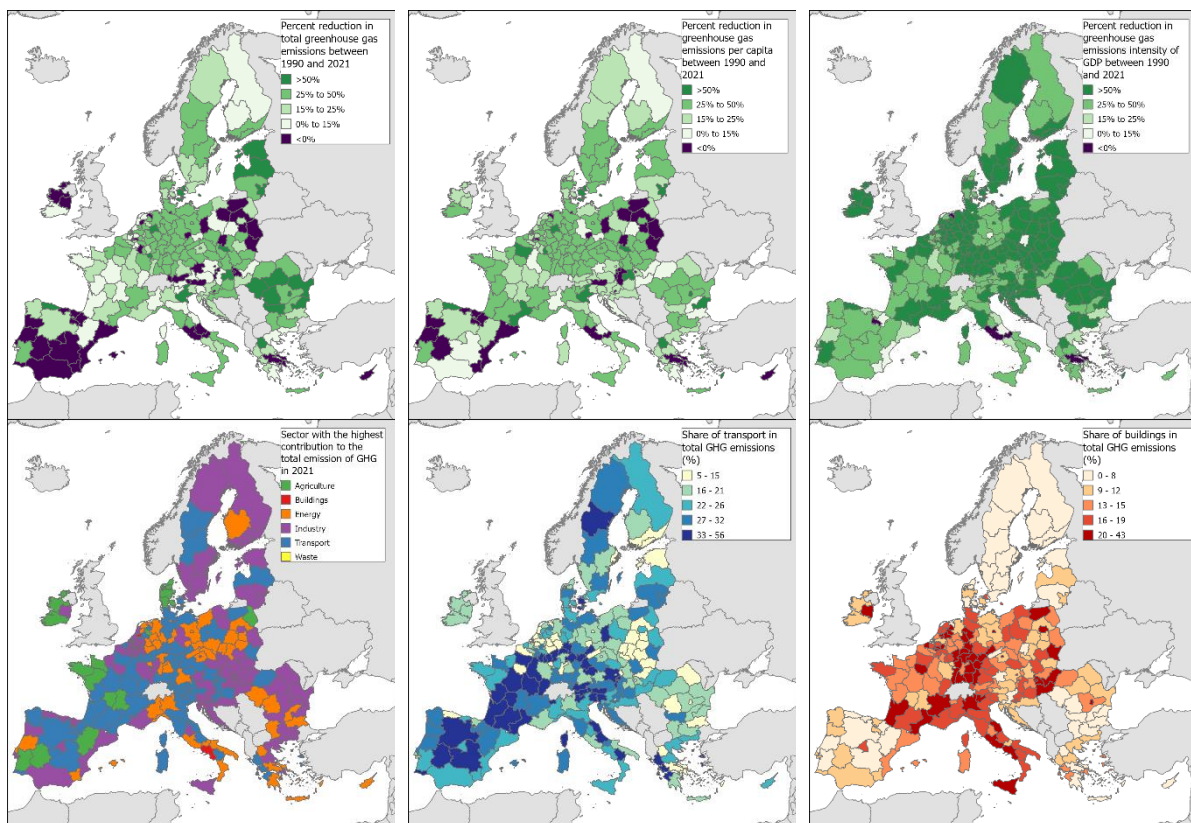 Percent reduction in
total greenhouse gas
emissions between
1990 and 2021
>50%
25% to 50%
15% to 25%
0% to 15%
<0%
Percent reduction in
greenhouse gas
emissions per capita
between 1990 and
2021
>50%
25% to 50%
15% to 25%
0% to 15%
<0%
Percent reduction in
greenhouse gas
emissions intensity of
GDP between 1990
and 2021
>50%
25% to 50%
15% to 25%
0% to 15%
<0%
Sector with the highest
contribution to the
total emission of GHG
in 2021
Agriculture
Buildings
Energy
Industry
Transport
Waste
Share of transport in
total GHG emissions
(%)
5 - 15
16 - 21
22 - 26
27 - 32
33 - 56
Share of buildings in
total GHG emissions
(%)
0 - 8
9 - 12
13 - 15
16 - 19
20 - 43